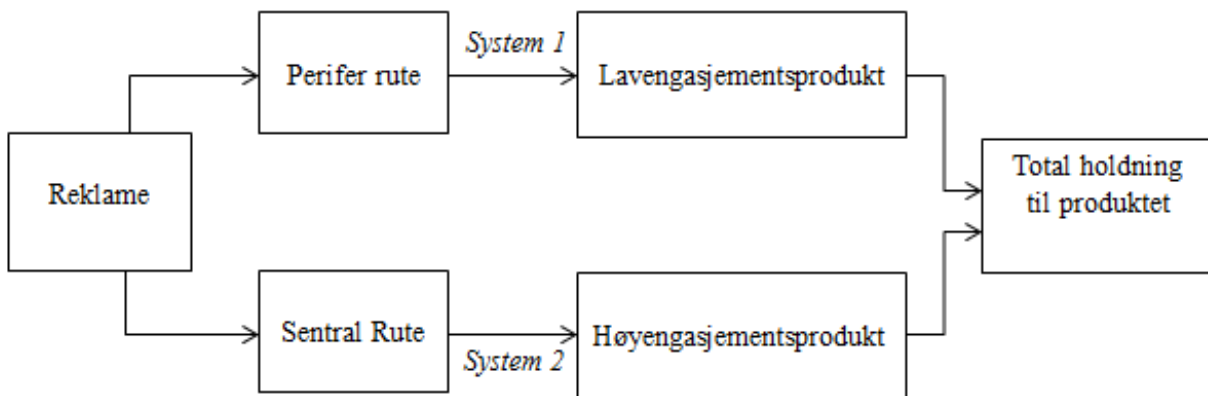 Reklame
Perifer rute
System 1
Lavengasjementsprodukt
Sentral Rute
System 2
Høyengasjementsprodukt
Total holdning
til produktet